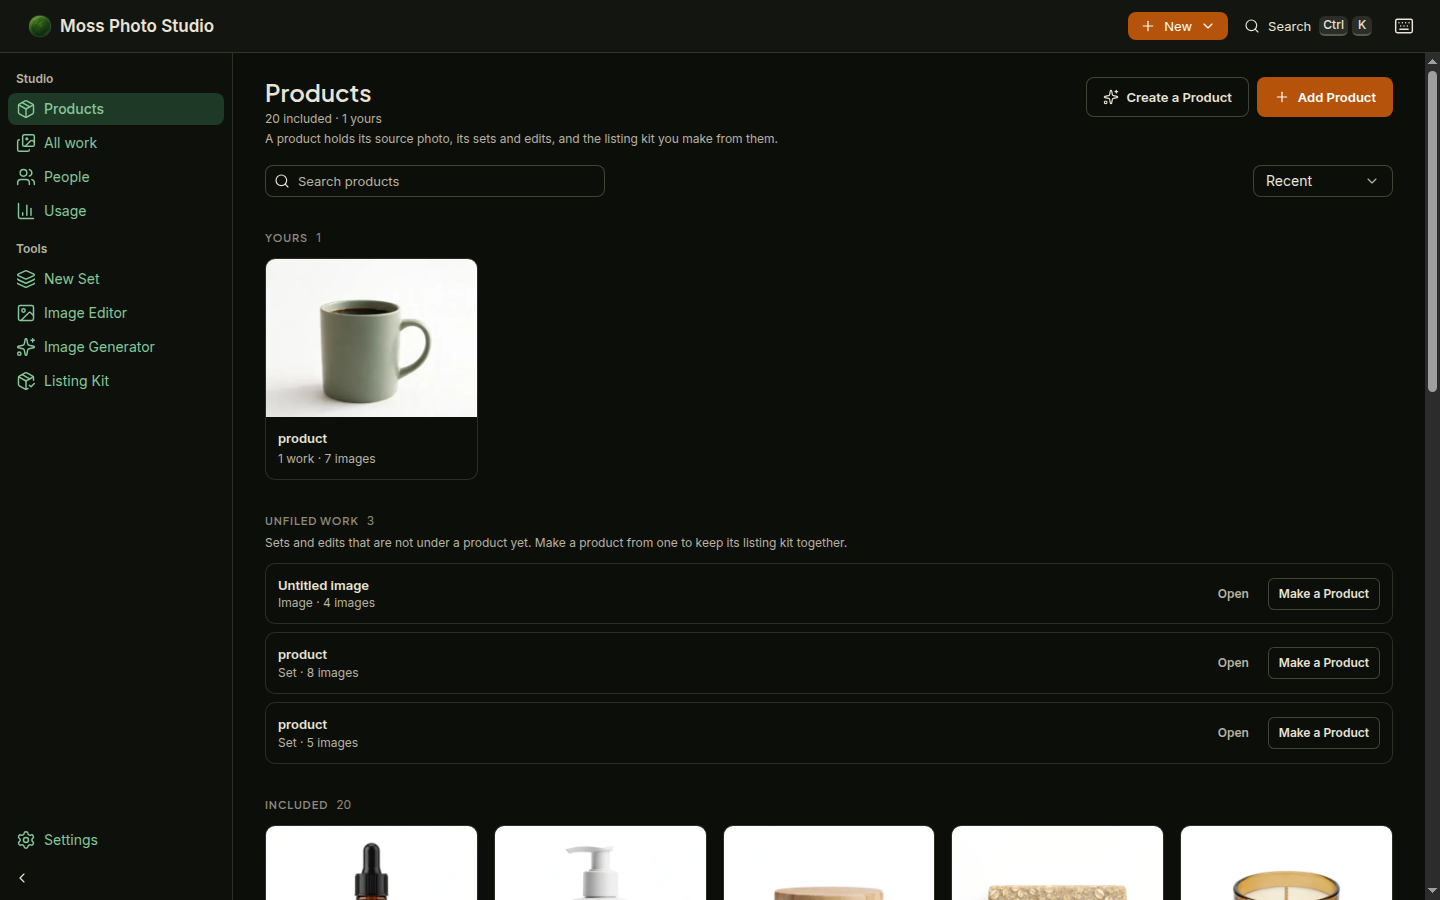 Moss Photo Studio
New
Search Ctrl K
Studio
Products
All work
People
Usage
Tools
New Set
Image Editor
Image Generator
Listing Kit
Settings
Products
20 included · 1 yours
A product holds its source photo, its sets and edits, and the listing kit you make from them.
Create a Product
Add Product
Search products
Recent
YOURS 1
product
1 work · 7 images
UNFILED WORK 3
Sets and edits that are not under a product yet. Make a product from one to keep its listing kit together.
Untitled image
Image · 4 images
Open
Make a Product
product
Set · 8 images
Open
Make a Product
product
Set · 5 images
Open
Make a Product
INCLUDED 20